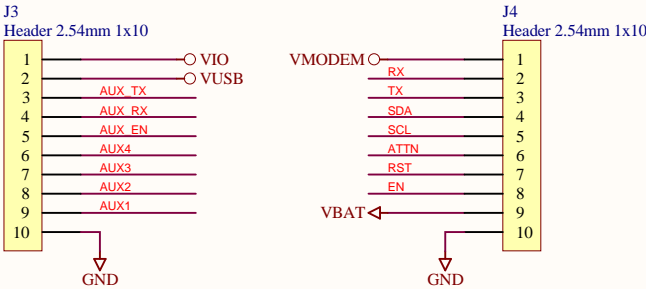 J3
Header 2.54mm 1x10
1
VIO
2
VUSB
3
AUX_TX
4
AUX_RX
5
AUX_EN
6
AUX4
7
AUX3
8
AUX2
9
AUX1
10
GND
J4
Header 2.54mm 1x10
VMODEM
1
RX
2
TX
3
SDA
4
SCL
5
ATTN
6
RST
7
EN
8
VBAT
9
10
GND